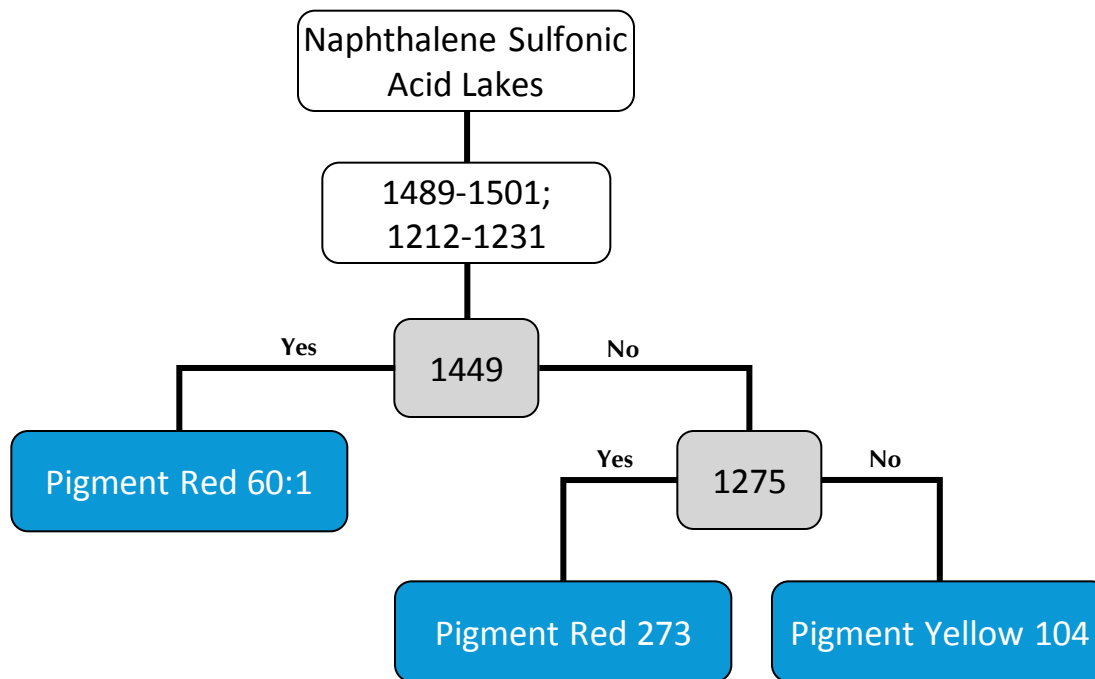 Naphthalene Sulfonic
Acid Lakes
1489-1501;
1212-1231
Yes
1449
No
Pigment Red 60:1
Yes
1275
No
Pigment Red 273
Pigment Yellow 104